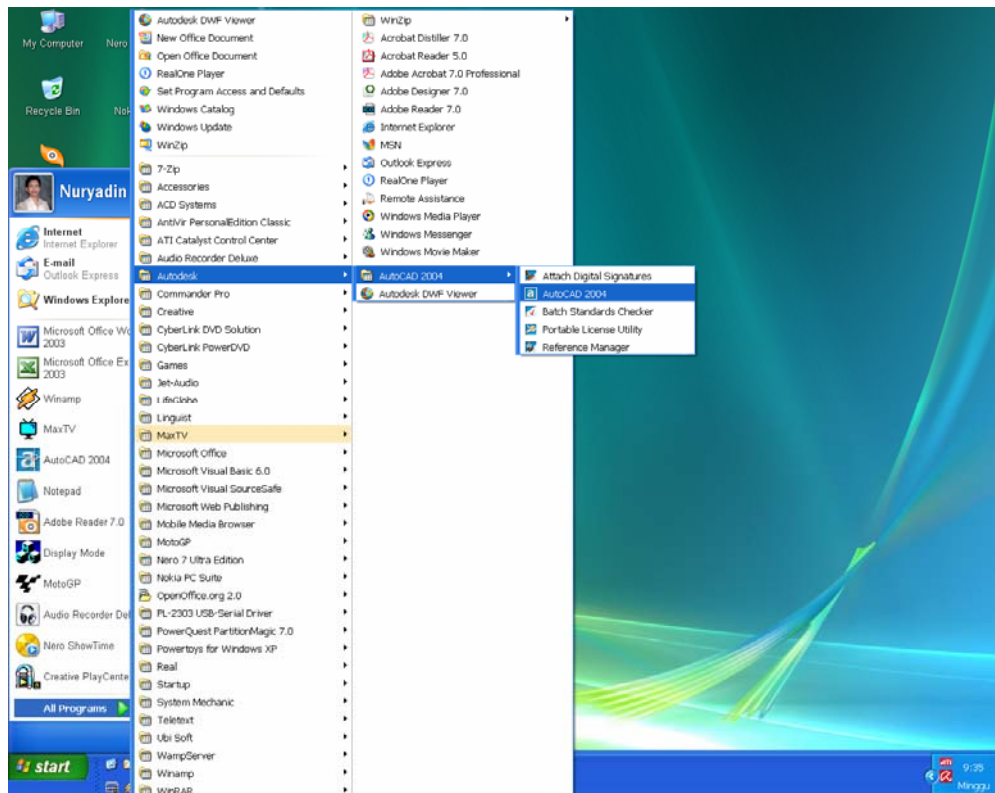 My Computer
Nero
Recycle Bin
Nok
Nuryadin
Internet
Internet Explorer
E-mail
Outlook Express
Windows Explore
Microsoft Office Wo
2003
Microsoft Office Ex
2003
Winamp
MaxTV
AutoCAD 2004
Notepad
Adobe Reader 7.0
Display Mode
MotoGP
Audio Recorder Del
Nero ShowTime
Creative PlayCente
All Programs
start
Autodesk DWF Viewer
New Office Document
Open Office Document
RealOne Player
Set Program Access and Defaults
Windows Catalog
Windows Update
WinZip
7-Zip
Accessories
ACD Systems
AntiVir PersonalEdition Classic
ATI Catalyst Control Center
Audio Recorder Deluxe
Autodesk
Commander Pro
Creative
CyberLink DVD Solution
CyberLink PowerDVD
Games
Jet-Audio
LifeGlobe
Linguist
MaxTV
Microsoft Office
Microsoft Visual Basic 6.0
Microsoft Visual SourceSafe
Microsoft Web Publishing
Mobile Media Browser
MotoGP
Nero 7 Ultra Edition
Nokia PC Suite
OpenOffice.org 2.0
PL-2303 USB-Serial Driver
PowerQuest PartitionMagic 7.0
Powertoys for Windows XP
Real
Startup
System Mechanic
Teletext
Ubi Soft
WampServer
Winamp
WinRAR
WinZip
Acrobat Distiller 7.0
Acrobat Reader 5.0
Adobe Acrobat 7.0 Professional
Adobe Designer 7.0
Adobe Reader 7.0
Internet Explorer
MSN
Outlook Express
RealOne Player
Remote Assistance
Windows Media Player
Windows Messenger
Windows Movie Maker
AutoCAD 2004
Autodesk DWF Viewer
Attach Digital Signatures
AutoCAD 2004
Batch Standards Checker
Portable License Utility
Reference Manager
9:35
Minggu